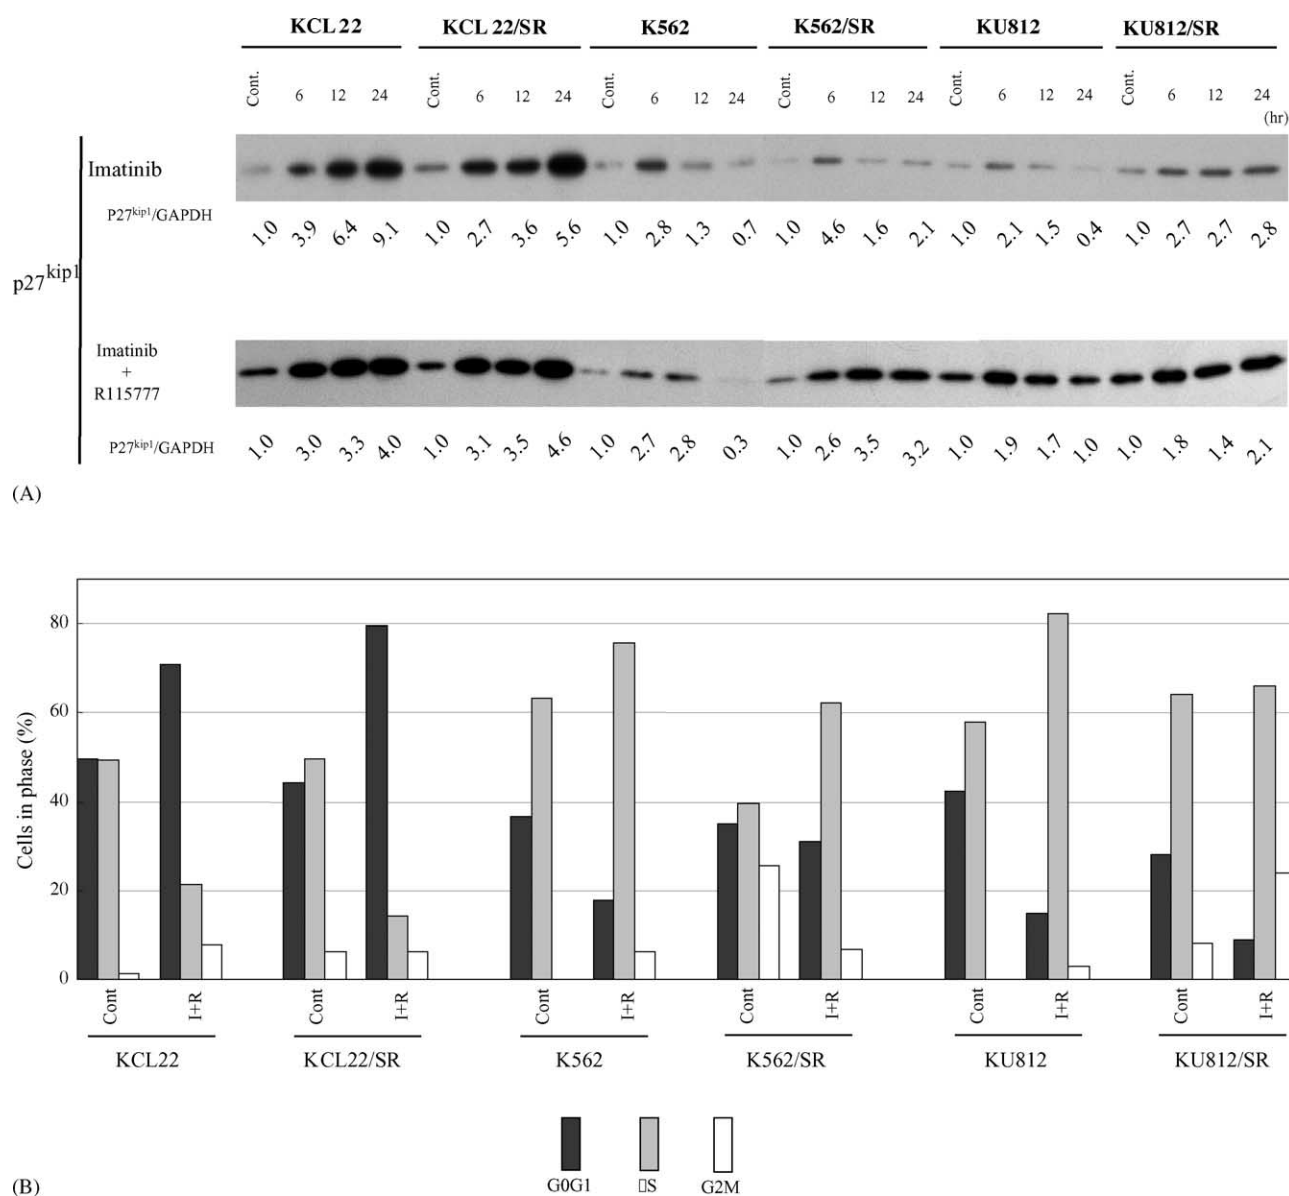 KCL 22 KCL 22/SR K562 K562/SR KU812 KU812/SR
Cont. 6 12 24 Cont. 6 12 24 Cont. 6 12 24 Cont. 6 12 24 Cont. 6 12 24 Cont. 6 12 24
(hr)
Imatinib
P27kip1/GAPDH 1.0 3.9 6.4 9.1 1.0 2.7 3.6 5.6 1.0 2.8 1.3 0.7 1.0 4.6 1.6 2.1 1.0 2.1 1.5 0.4 1.0 2.7 2.7 2.8
p27kip1
Imatinib
+
R115777
P27kip1/GAPDH 1.0 3.0 3.3 4.0 1.0 3.1 3.5 4.6 1.0 2.7 2.8 0.3 1.0 2.6 3.5 3.2 1.0 1.9 1.7 1.0 1.0 1.8 1.4 2.1
(A)
Cells in phase (%)
80
60
40
20
0
Cont I+R Cont I+R Cont I+R Cont I+R Cont I+R Cont I+R
KCL22 KCL22/SR K562 K562/SR KU812 KU812/SR
G0G1 □S G2M
(B)